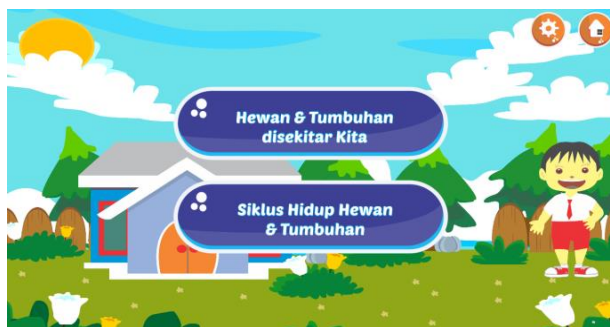 Hewan & Tumbuhan
disekitar Kita
Siklus Hidup Hewan
& Tumbuhan